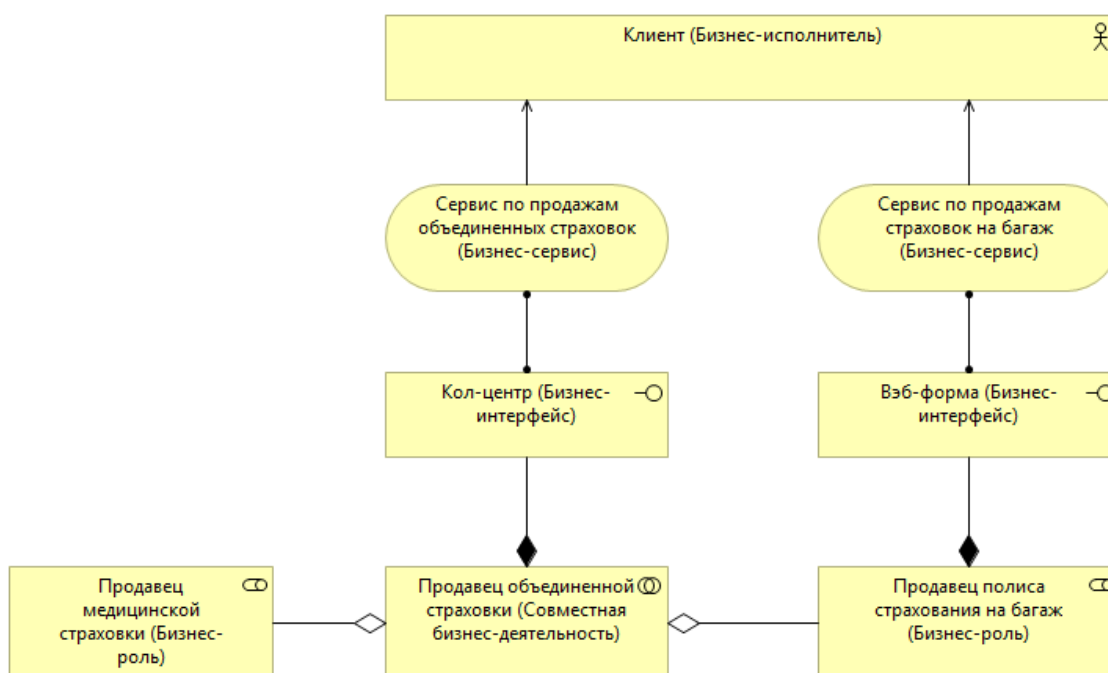 Клиент (Бизнес-исполнитель)
Сервис по продажам
объединенных страховок
(Бизнес-сервис)
Сервис по продажам
страховок на багаж
(Бизнес-сервис)
Кол-центр (Бизнес-
интерфейс)
Вэб-форма (Бизнес-
интерфейс)
Продавец
медицинской
страховки (Бизнес-
роль)
Продавец объединенной
страховки (Совместная
бизнес-деятельность)
Продавец полиса
страхования на багаж
(Бизнес-роль)